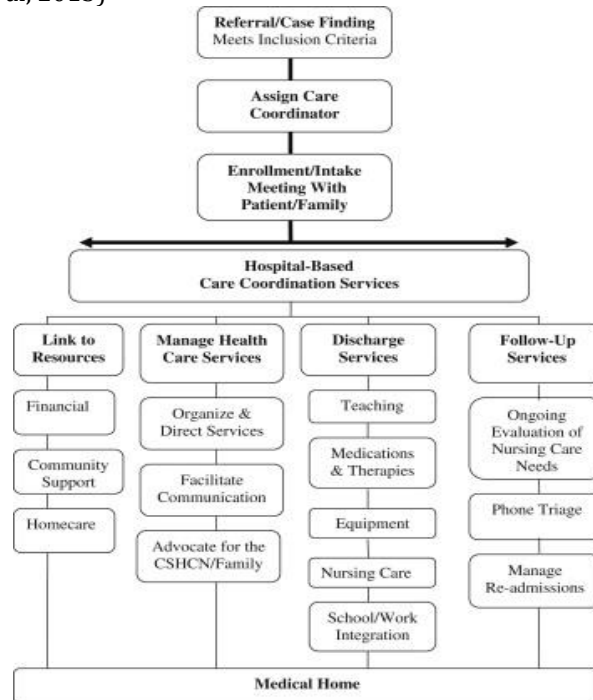 Referral/Case Finding
Meets Inclusion Criteria
Assign Care
Coordinator
Enrollment/Intake
Meeting With
Patient/Family
Hospital-Based
Care Coordination Services
Link to
Resources
Financial
Community
Support
Homecare
Manage Health
Care Services
Organize &
Direct Services
Facilitate
Communication
Advocate for the
CSHCN/Family
Discharge
Services
Teaching
Medications
& Therapies
Equipment
Nursing Care
School/Work
Integration
Follow-Up
Services
Ongoing
Evaluation of
Nursing Care
Needs
Phone Triage
Manage
Re-admissions
Medical Home